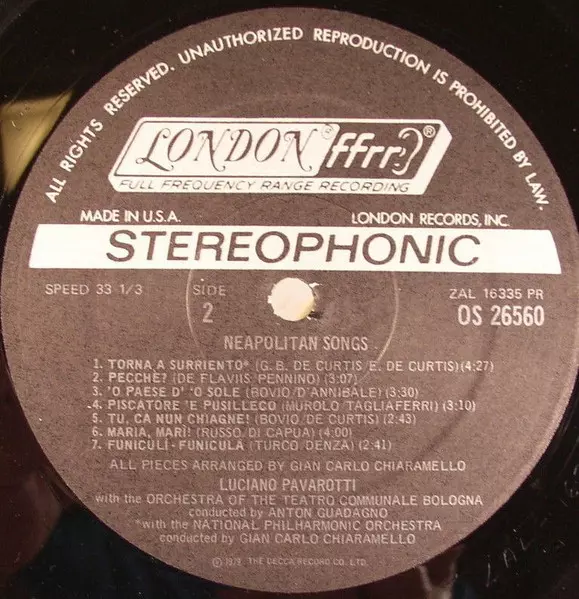 ALL RIGHTS RESERVED. UNAUTHORIZED REPRODUCTION IS PROHIBITED BY LAW.
LONDON ® ffrr ®
FULL FREQUENCY RANGE RECORDING
MADE IN U.S.A. LONDON RECORDS, INC.
STEREOPHONIC
SPEED 33 1/3 SIDE ZAL 16335 PR
2 OS 26560
NEAPOLITAN SONGS
1. TORNA A SURRIENTO* (G. B. DE CURTIS/E. DE CURTIS)(4:27)
2. PECCHE? (DE FLAVIIS/PENNINO) (3:07)
3. 'O PAESE D' 'O SOLE (BOVIO/D'ANNIBALE) (3:30)
4. PISCATORE 'E PUSILLECO (MUROLO/TAGLIAFERRI) (3:10)
5. TU, CA NUN CHIAGNE! (BOVIO/DE CURTIS) (2:43)
6. MARIA, MARI! (RUSSO/DI CAPUA) (4:00)
7. FUNICULI-FUNICULA (TURCO/DENZA) (2:41)
ALL PIECES ARRANGED BY GIAN CARLO CHIARAMELLO
LUCIANO PAVAROTTI
with the ORCHESTRA OF THE TEATRO COMMUNALE BOLOGNA
conducted by ANTON GUADAGNO
*with the NATIONAL PHILHARMONIC ORCHESTRA
conducted by GIAN CARLO CHIARAMELLO
THE DECCA RECORD CO. LTD.